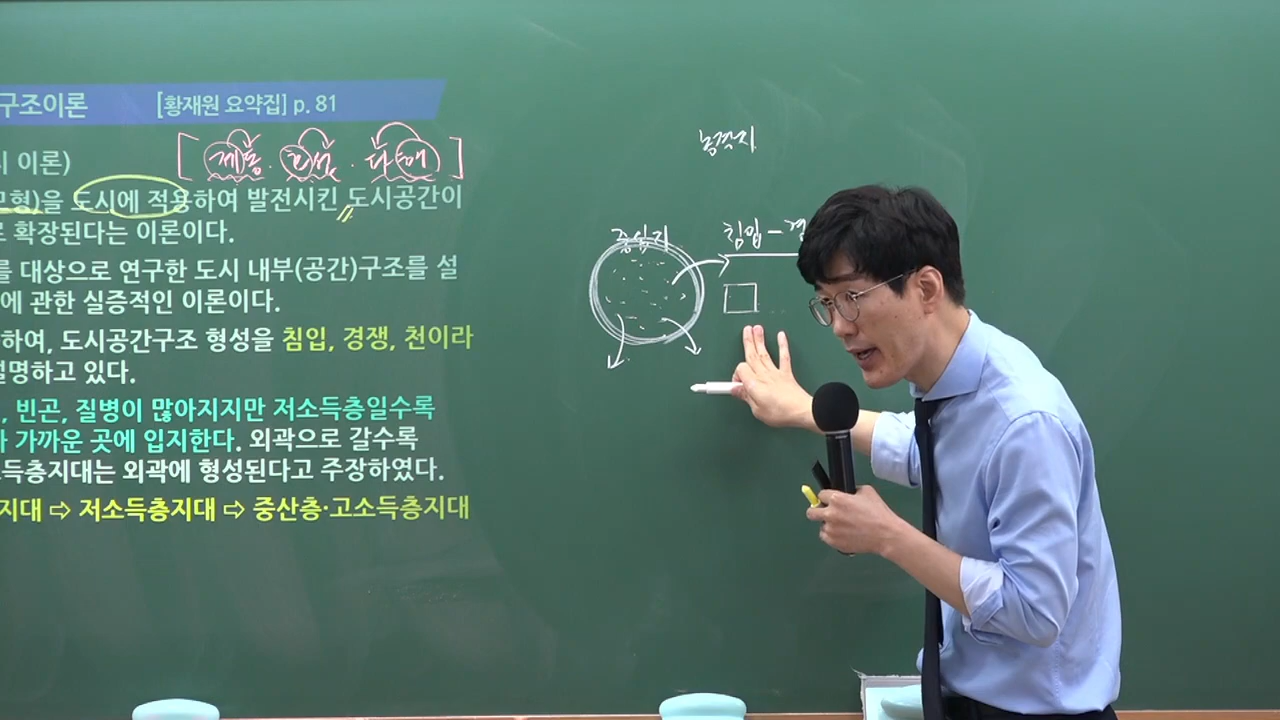 구조이론 [황재원 요약집] p. 81
시 이론) [제동. 호선. 다핵]
모형)을 도시에 적용하여 발전시킨 도시공간이
로 확장된다는 이론이다.
를 대상으로 연구한 도시 내부(공간)구조를 설
에 관한 실증적인 이론이다.
하여, 도시공간구조 형성을 침입, 경쟁, 천이라
설명하고 있다.
, 빈곤, 질병이 많아지지만 저소득층일수록
가까운 곳에 입지한다. 외곽으로 갈수록
소득층지대는 외곽에 형성된다고 주장하였다.
지대 ⇨ 저소득층지대 ⇨ 중산층·고소득층지대
농경지
중심지
침입 - 경